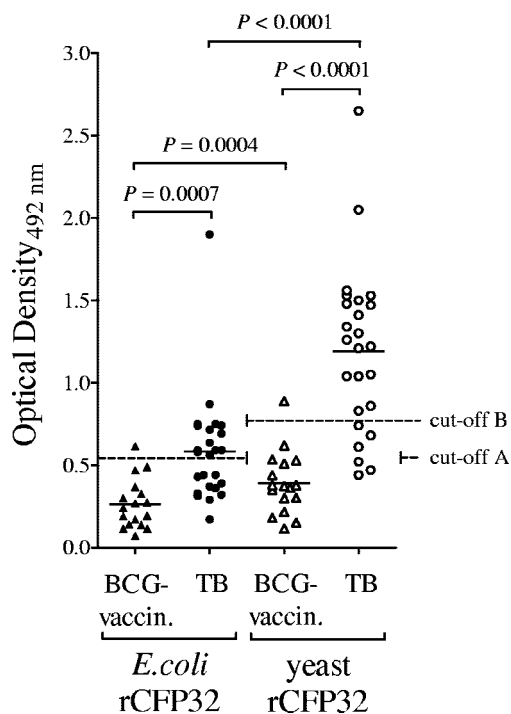 P < 0.0001
P < 0.0001
P = 0.0004
P = 0.0007
Optical Density492 nm
3.0
2.5
2.0
1.5
1.0
0.5
0.0
cut-off B
cut-off A
BCG-
vaccin.
TB
BCG-
vaccin.
TB
E.coli
rCFP32
yeast
rCFP32